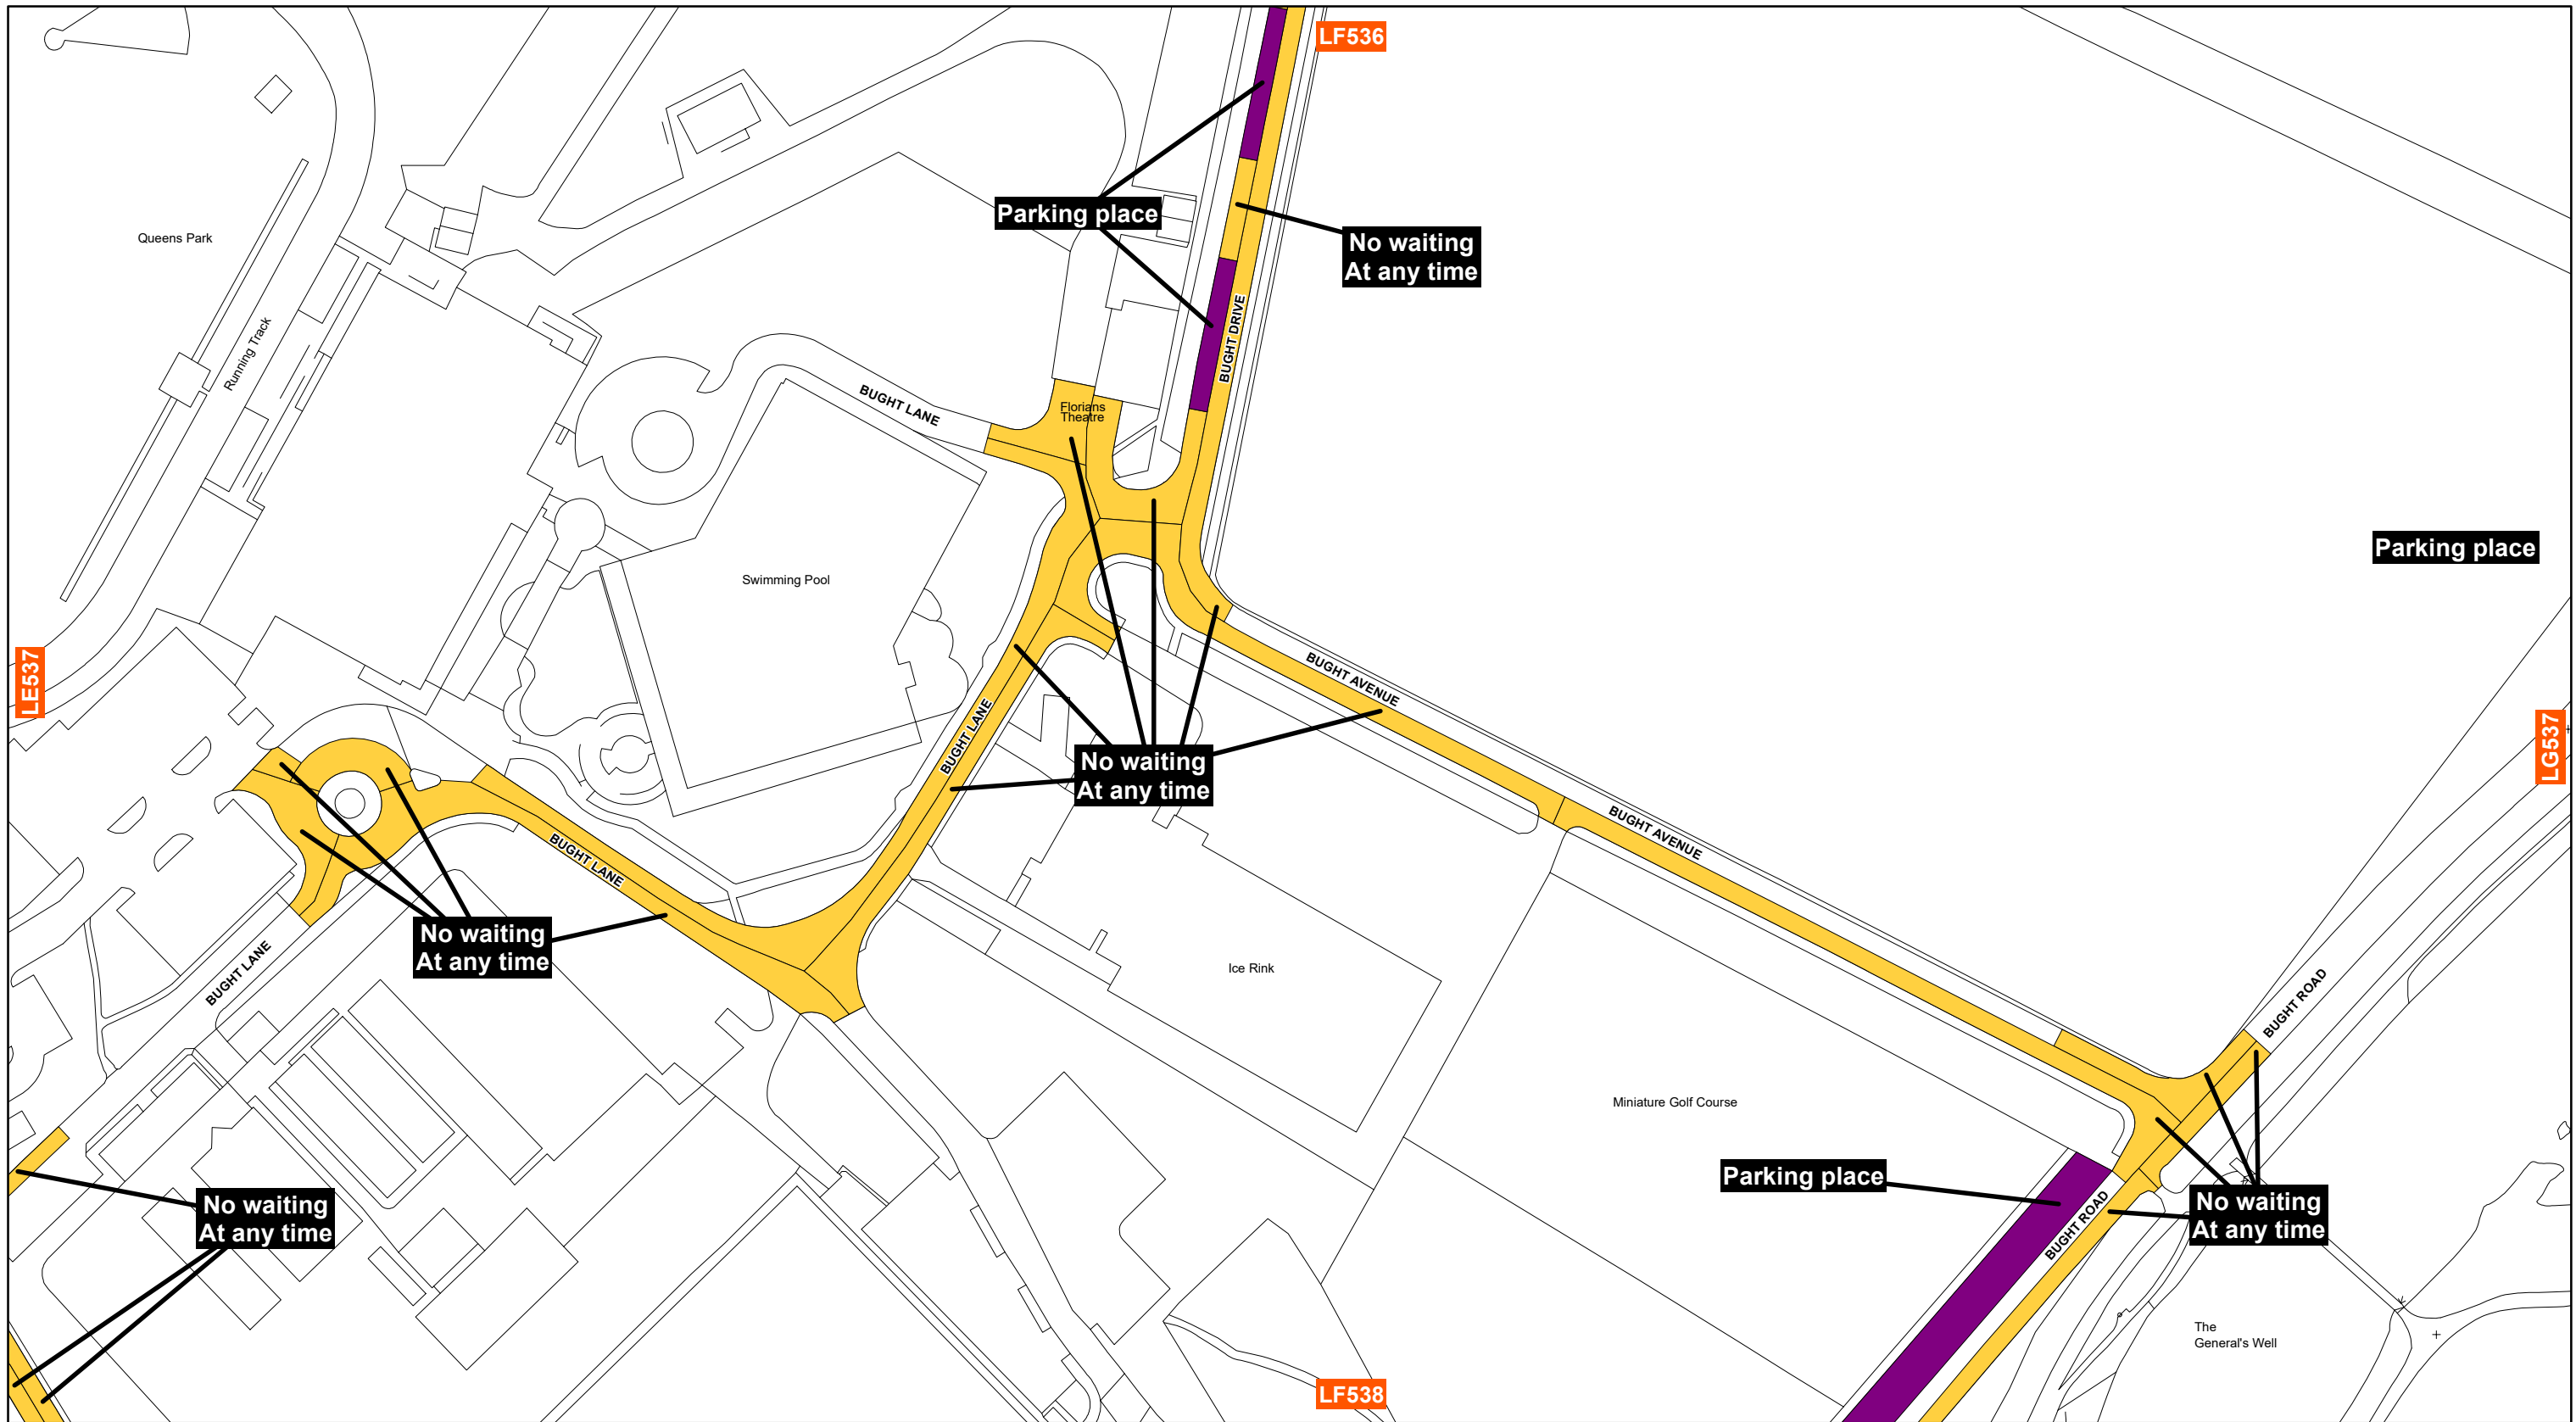 LF536
Parking place
Queens Park
No waiting
At any time
BUGHT DRIVE
Running Track
BUGHT LANE
Florians
Theatre
Parking place
Swimming Pool
LE537
BUGHT AVENUE
BUGHT LANE
LG537
No waiting
At any time
BUGHT AVENUE
BUGHT LANE
No waiting
At any time
BUGHT LANE
Ice Rink
BUGHT ROAD
Miniature Golf Course
Parking place
No waiting
At any time
BUGHT ROAD
No waiting
At any time
The
General's Well
LF538